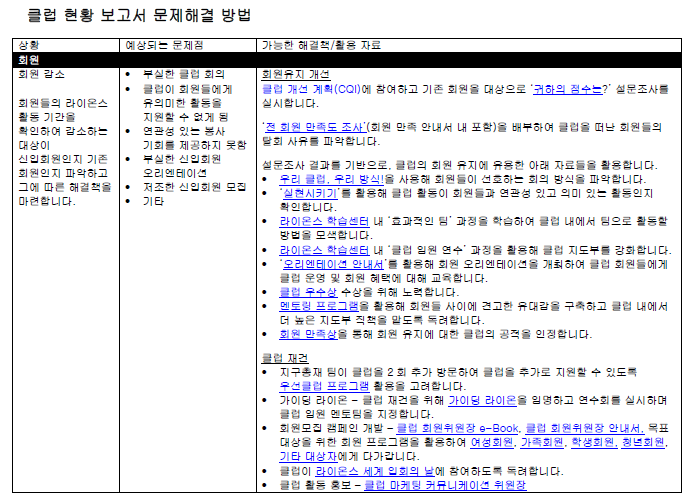 클럽 현황 보고서 문제해결 방법
상황 예상되는 문제점 가능한 해결책/활용 자료
회원
회원 감소
회원들의 라이온스
활동 기간을
확인하여 감소하는
대상이
신입회원인지 기존
회원인지 파악하고
그에 따른 해결책을
마련합니다.
• 부실한 클럽 회의
• 클럽이 회원들에게
유의미한 활동을
지원할 수 없게 됨
• 연관성 있는 봉사
기회를 제공하지 못함
• 부실한 신입회원
오리엔테이션
• 저조한 신입회원 모집
• 기타
회원유지 개선
클럽 개선 계획(CQI)에 참여하고 기존 회원을 대상으로 ‘귀하의 점수는?’ 설문조사를
실시합니다.
‘전 회원 만족도 조사’(회원 만족 안내서 내 포함)을 배부하여 클럽을 떠난 회원들의
탈회 사유를 파악합니다.
설문조사 결과를 기반으로, 클럽의 회원 유지에 유용한 아래 자료들을 활용합니다.
• 우리 클럽, 우리 방식!을 사용해 회원들이 선호하는 회의 방식을 파악합니다.
• ‘실현시키기’를 활용해 클럽 활동이 회원들과 연관성 있고 의미 있는 활동인지
확인합니다.
• 라이온스 학습센터 내 ‘효과적인 팀’ 과정을 학습하여 클럽 내에서 팀으로 활동할
방법을 모색합니다.
• 라이온스 학습센터 내 ‘클럽 임원 연수’ 과정을 활용해 클럽 지도부를 강화합니다.
• ‘오리엔테이션 안내서’를 활용해 회원 오리엔테이션을 개최하여 클럽 회원들에게
클럽 운영 및 회원 혜택에 대해 교육합니다.
• 클럽 우수상 수상을 위해 노력합니다.
• 멘토링 프로그램을 활용해 회원들 사이에 견고한 유대감을 구축하고 클럽 내에서
더 높은 지도부 직책을 맡도록 독려합니다.
• 회원 만족상을 통해 회원 유지에 대한 클럽의 공적을 인정합니다.
클럽 재건
• 지구총재 팀이 클럽을 2 회 추가 방문하여 클럽을 추가로 지원할 수 있도록
우선클럽 프로그램 활용을 고려합니다.
• 가이딩 라이온 – 클럽 재건을 위해 가이딩 라이온을 임명하고 연수회를 실시하며
클럽 임원 멘토팀을 지정합니다.
• 회원모집 캠페인 개발 – 클럽 회원위원장 e-Book, 클럽 회원위원장 안내서, 목표
대상을 위한 회원 프로그램을 활용하여 여성회원, 가족회원, 학생회원, 청년회원,
기타 대상자에게 다가갑니다.
• 클럽이 라이온스 세계 입회의 날에 참여하도록 독려합니다.
• 클럽 활동 홍보 – 클럽 마케팅 커뮤니케이션 위원장